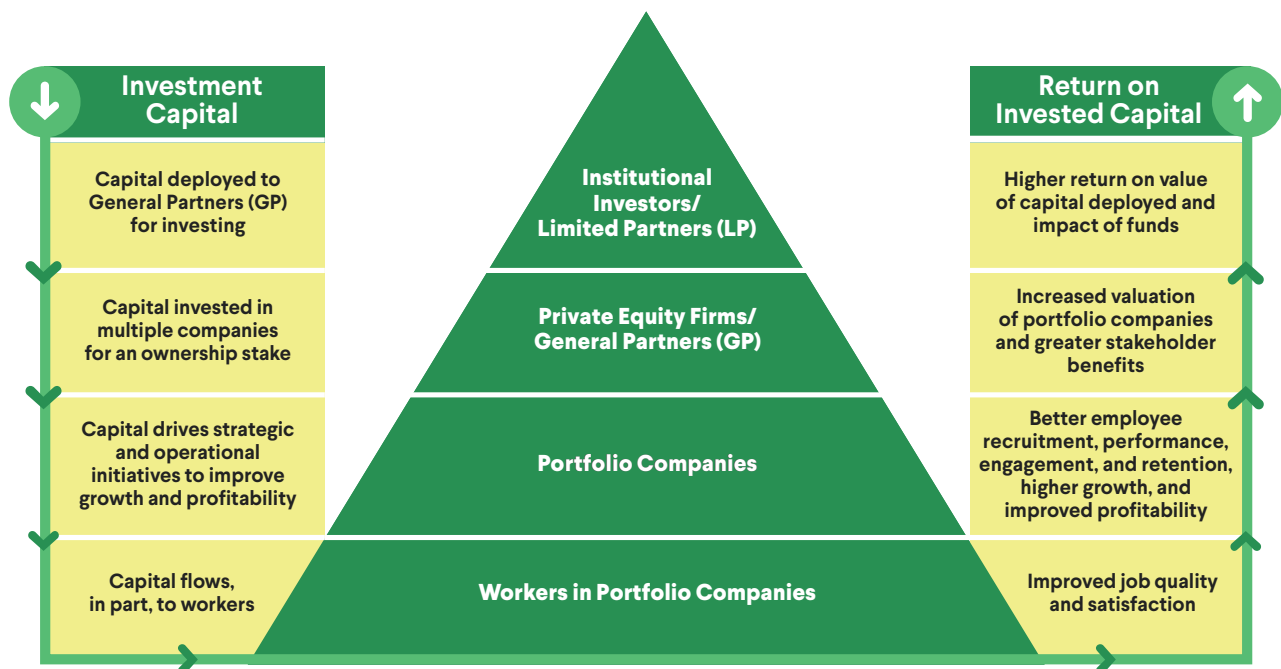 Investment
Capital
Capital deployed to
General Partners (GP)
for investing
Capital invested in
multiple companies
for an ownership stake
Capital drives strategic
and operational
initiatives to improve
growth and profitability
Capital flows,
in part, to workers
Institutional
Investors/
Limited Partners (LP)
Private Equity Firms/
General Partners (GP)
Portfolio Companies
Workers in Portfolio Companies
Return on
Invested Capital
Higher return on value
of capital deployed and
impact of funds
Increased valuation
of portfolio companies
and greater stakeholder
benefits
Better employee
recruitment, performance,
engagement, and retention,
higher growth, and
improved profitability
Improved job quality
and satisfaction